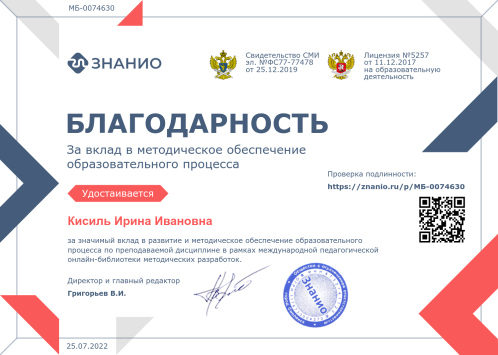 МБ-0074630
ЗНАНИО
Свидетельство СМИ
эл. №ФС77-77478
от 25.12.2019
Лицензия №5257
от 11.12.2017
на образовательную
деятельность
БЛАГОДАРНОСТЬ
За вклад в методическое обеспечение
образовательного процесса
Проверка подлинности:
https://znanio.ru/p/МБ-0074630
Удостаивается
Кисиль Ирина Ивановна
за значимый вклад в развитие и методическое обеспечение образовательного
процесса по преподаваемой дисциплине в рамках международной педагогической
онлайн-библиотеки методических разработок.
Директор и главный редактор
Григорьев В.И.
Знанио
25.07.2022